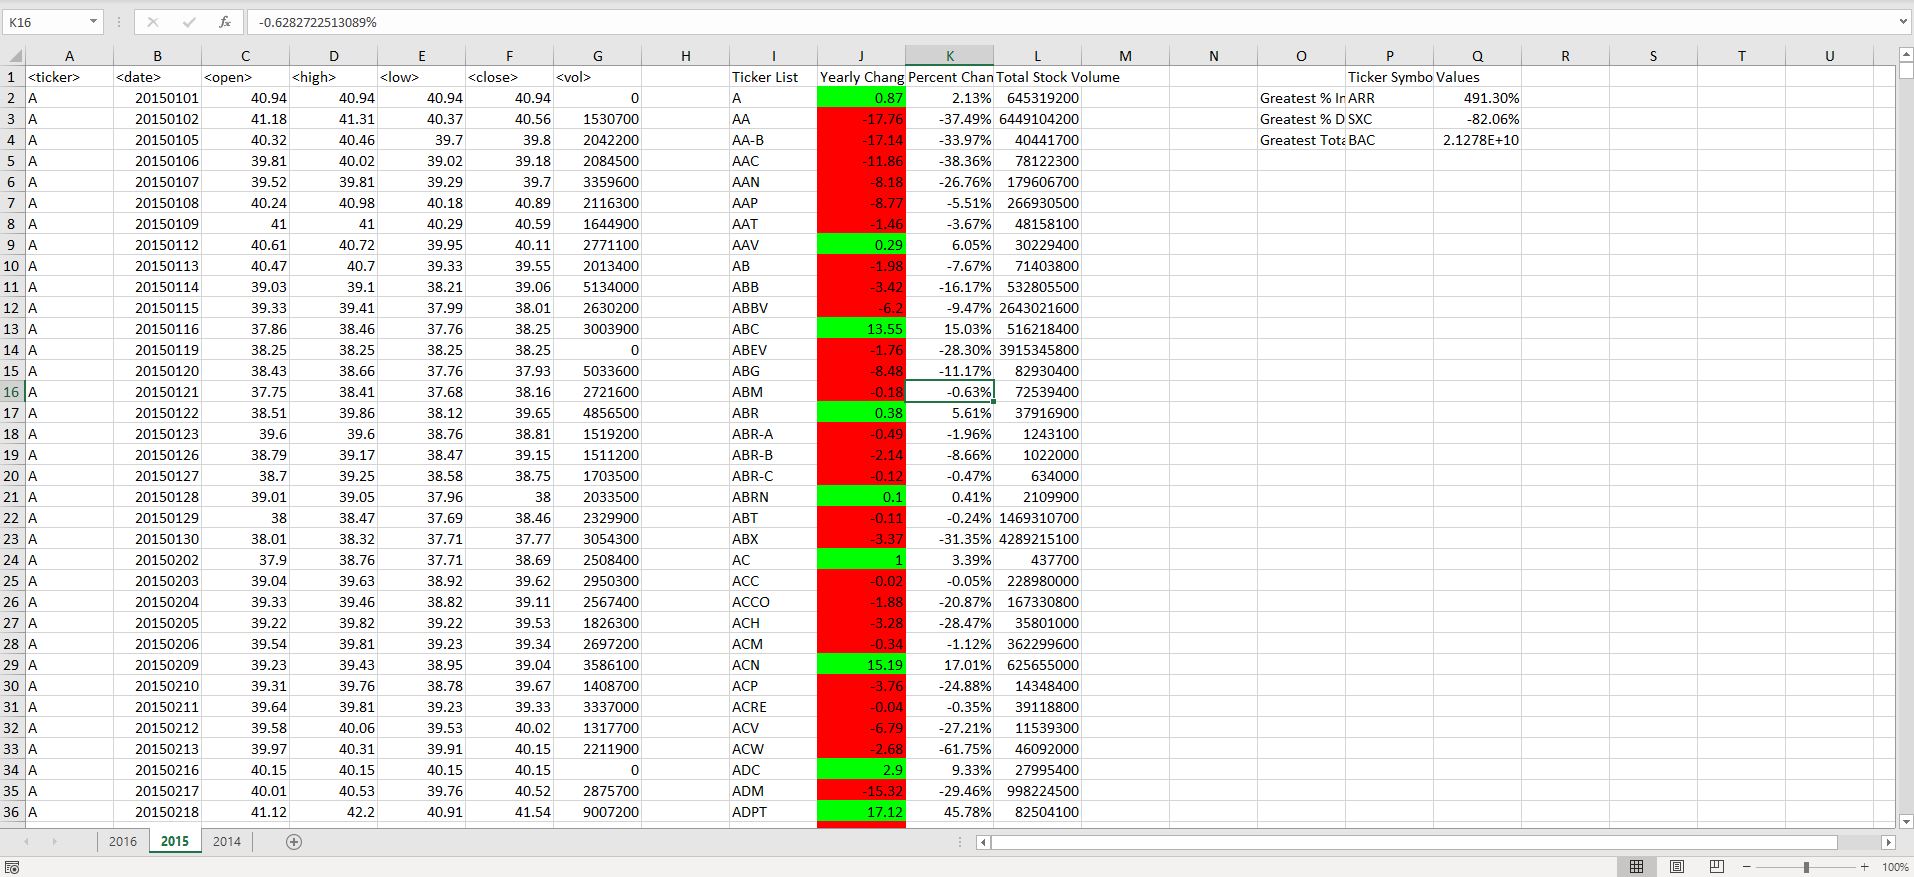 K16 fx -0.6282722513089%
A B C D E F G H I J K L M N O P Q R S T U
1 <ticker> <date> <open> <high> <low> <close> <vol> Ticker List Yearly Chang Percent Chan Total Stock Volume Ticker Symbo Values
2 A 20150101 40.94 40.94 40.94 40.94 0 A 0.87 2.13% 645319200 Greatest % In ARR 491.30%
3 A 20150102 41.18 41.31 40.37 40.56 1530700 AA -17.76 -37.49% 6449104200 Greatest % D SXC -82.06%
4 A 20150105 40.32 40.46 39.7 39.8 2042200 AA-B -17.14 -33.97% 40441700 Greatest Tota BAC 2.1278E+10
5 A 20150106 39.81 40.02 39.02 39.18 2084500 AAC -11.86 -38.36% 78122300
6 A 20150107 39.52 39.81 39.29 39.7 3359600 AAN -8.18 -26.76% 179606700
7 A 20150108 40.24 40.98 40.18 40.89 2116300 AAP -8.77 -5.51% 266930500
8 A 20150109 41 41 40.29 40.59 1644900 AAT -1.46 -3.67% 48158100
9 A 20150112 40.61 40.72 39.95 40.11 2771100 AAV 0.29 6.05% 30229400
10 A 20150113 40.47 40.7 39.33 39.55 2013400 AB -1.98 -7.67% 71403800
11 A 20150114 39.03 39.1 38.21 39.06 5134000 ABB -3.42 -16.17% 532805500
12 A 20150115 39.33 39.41 37.99 38.01 2630200 ABBV -6.2 -9.47% 2643021600
13 A 20150116 37.86 38.46 37.76 38.25 3003900 ABC 13.55 15.03% 516218400
14 A 20150119 38.25 38.25 38.25 38.25 0 ABEV -1.76 -28.30% 3915345800
15 A 20150120 38.43 38.66 37.76 37.93 5033600 ABG -8.48 -11.17% 82930400
16 A 20150121 37.75 38.41 37.68 38.16 2721600 ABM -0.18 -0.63% 72539400
17 A 20150122 38.51 39.86 38.12 39.65 4856500 ABR 0.38 5.61% 37916900
18 A 20150123 39.6 39.6 38.76 38.81 1519200 ABR-A -0.49 -1.96% 1243100
19 A 20150126 38.79 39.17 38.47 39.15 1511200 ABR-B -2.14 -8.66% 1022000
20 A 20150127 38.7 39.25 38.58 38.75 1703500 ABR-C -0.12 -0.47% 634000
21 A 20150128 39.01 39.05 37.96 38 2033500 ABRN 0.1 0.41% 2109900
22 A 20150129 38 38.47 37.69 38.46 2329900 ABT -0.11 -0.24% 1469310700
23 A 20150130 38.01 38.32 37.71 37.77 3054300 ABX -3.37 -31.35% 4289215100
24 A 20150202 37.9 38.76 37.71 38.69 2508400 AC 1 3.39% 437700
25 A 20150203 39.04 39.63 38.92 39.62 2950300 ACC -0.02 -0.05% 228980000
26 A 20150204 39.33 39.46 38.82 39.11 2567400 ACCO -1.88 -20.87% 167330800
27 A 20150205 39.22 39.82 39.22 39.53 1826300 ACH -3.28 -28.47% 35801000
28 A 20150206 39.54 39.81 39.23 39.34 2697200 ACM -0.34 -1.12% 362299600
29 A 20150209 39.23 39.43 38.95 39.04 3586100 ACN 15.19 17.01% 625655000
30 A 20150210 39.31 39.76 38.78 39.67 1408700 ACP -3.76 -24.88% 14348400
31 A 20150211 39.64 39.81 39.23 39.33 3337000 ACRE -0.04 -0.35% 39118800
32 A 20150212 39.58 40.06 39.53 40.02 1317700 ACV -6.79 -27.21% 11539300
33 A 20150213 39.97 40.31 39.91 40.15 2211900 ACW -2.68 -61.75% 46092000
34 A 20150216 40.15 40.15 40.15 40.15 0 ADC 2.9 9.33% 27995400
35 A 20150217 40.01 40.53 39.76 40.52 2875700 ADM -15.32 -29.46% 998224500
36 A 20150218 41.12 42.2 40.91 41.54 9007200 ADPT 17.12 45.78% 82504100
2016 2015 2014
100%